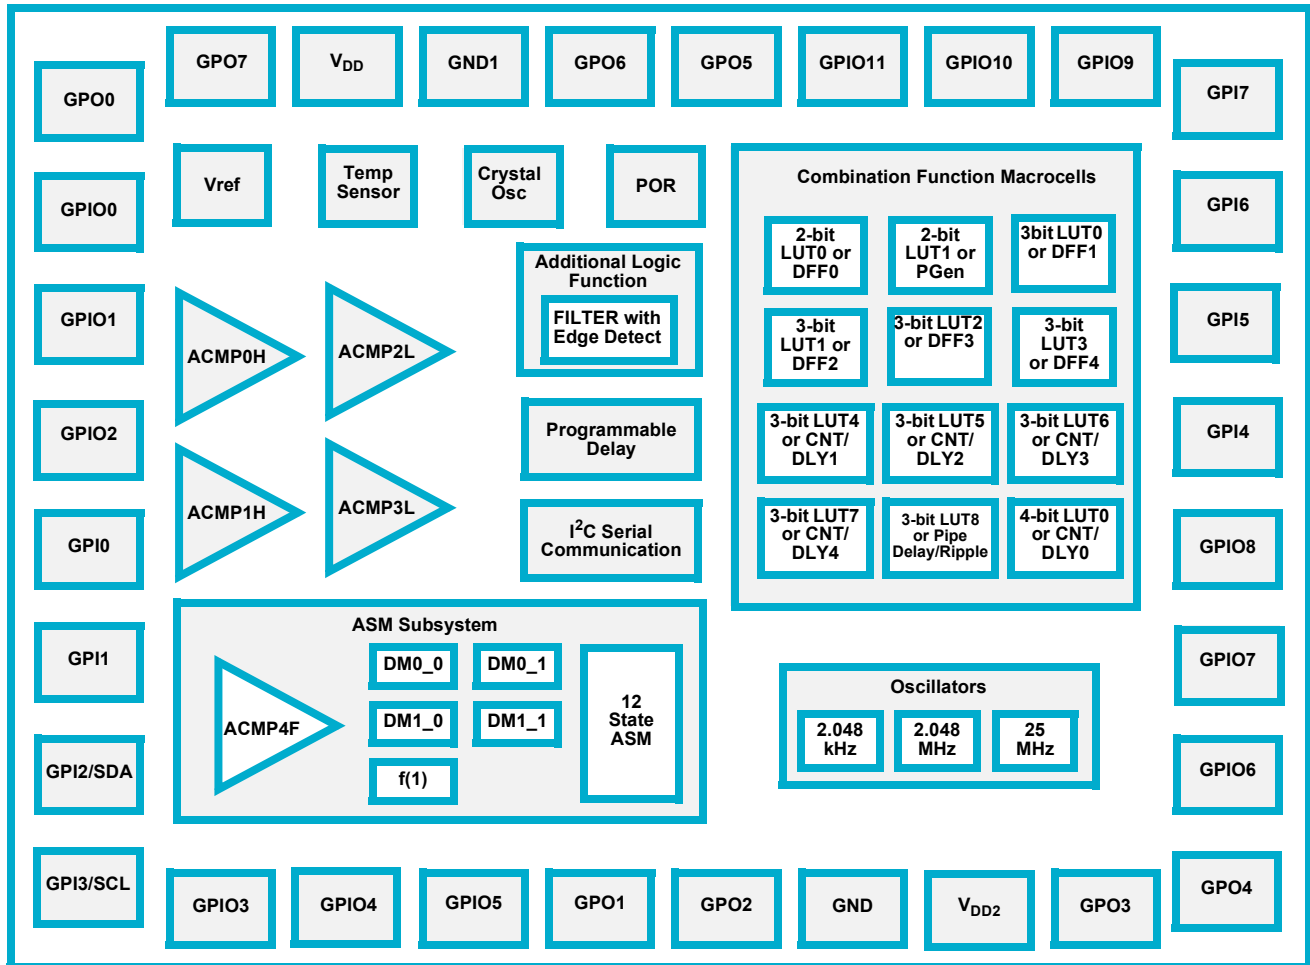 GPO7
V_DD
GND1
GPO6
GPO5
GPIO11
GPIO10
GPIO9
GPO0
GPIO0
GPIO1
GPIO2
GPI0
GPI1
GPI2/SDA
GPI3/SCL
Vref
Temp
Sensor
Crystal
Osc
POR
ACMP0H
ACMP2L
ACMP1H
ACMP3L
Additional Logic
Function
FILTER with
Edge Detect
Programmable
Delay
I²C Serial
Communication
Combination Function Macrocells
2-bit
LUT0 or
DFF0
2-bit
LUT1 or
PGen
3bit LUT0
or DFF1
3-bit
LUT1 or
DFF2
3-bit LUT2
or DFF3
3-bit
LUT3
or DFF4
3-bit LUT4
or CNT/
DLY1
3-bit LUT5
or CNT/
DLY2
3-bit LUT6
or CNT/
DLY3
3-bit LUT7
or CNT/
DLY4
3-bit LUT8
or Pipe
Delay/Ripple
4-bit LUT0
or CNT/
DLY0
ASM Subsystem
ACMP4F
DM0_0
DM0_1
DM1_0
DM1_1
f(1)
12
State
ASM
Oscillators
2.048
kHz
2.048
MHz
25
MHz
GPI7
GPI6
GPI5
GPI4
GPIO8
GPIO7
GPIO6
GPO4
GPIO3
GPIO4
GPIO5
GPO1
GPO2
GND
V_DD2
GPO3